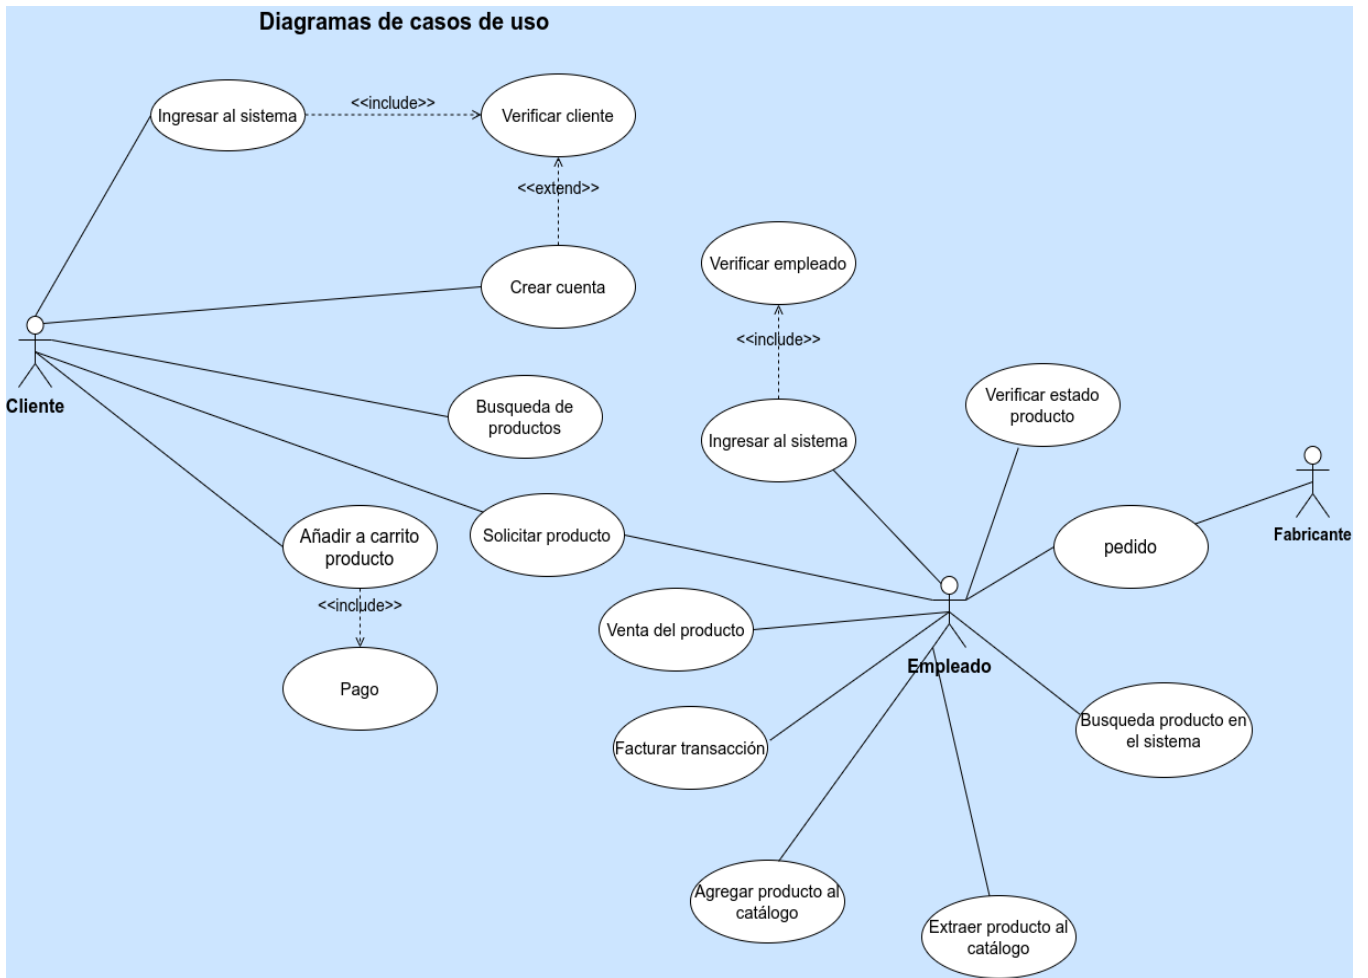 Diagramas de casos de uso
Ingresar al sistema
<<include>>
Verificar cliente
<<extend>>
Crear cuenta
Cliente
Busqueda de
productos
Solicitar producto
Añadir a carrito
producto
<<include>>
Pago
Verificar empleado
<<include>>
Ingresar al sistema
Verificar estado
producto
pedido
Fabricante
Empleado
Venta del producto
Facturar transacción
Busqueda producto en
el sistema
Agregar producto al
catálogo
Extraer producto al
catálogo